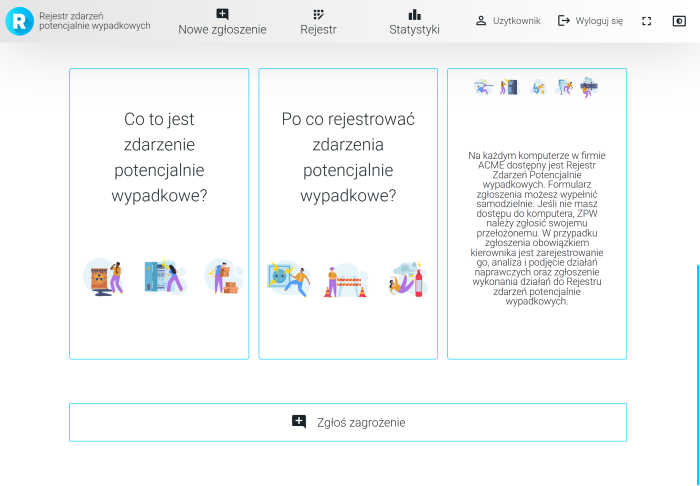 R
Rejestr zdarzeń
potencjalnie wypadkowych
Nowe zgłoszenie
Rejestr
Statystyki
Użytkownik
Wyloguj się
Co to jest
zdarzenie
potencjalnie
wypadkowe?
Po co rejestrować
zdarzenia
potencjalnie
wypadkowe?
Na każdym komputerze w firmie
ACME dostępny jest Rejestr
Zdarzeń Potencjalnie
wypadkowych. Formularz
zgłoszenia możesz wypełnić
samodzielnie. Jeśli nie masz
dostępu do komputera, ZPW
należy zgłosić swojemu
przełożonemu. W przypadku
zgłoszenia obowiązkiem
kierownika jest zarejestrowanie
go, analiza i podjęcie działań
naprawczych oraz zgłoszenie
wykonania działań do Rejestru
zdarzeń potencjalnie
wypadkowych.
Zgłoś zagrożenie